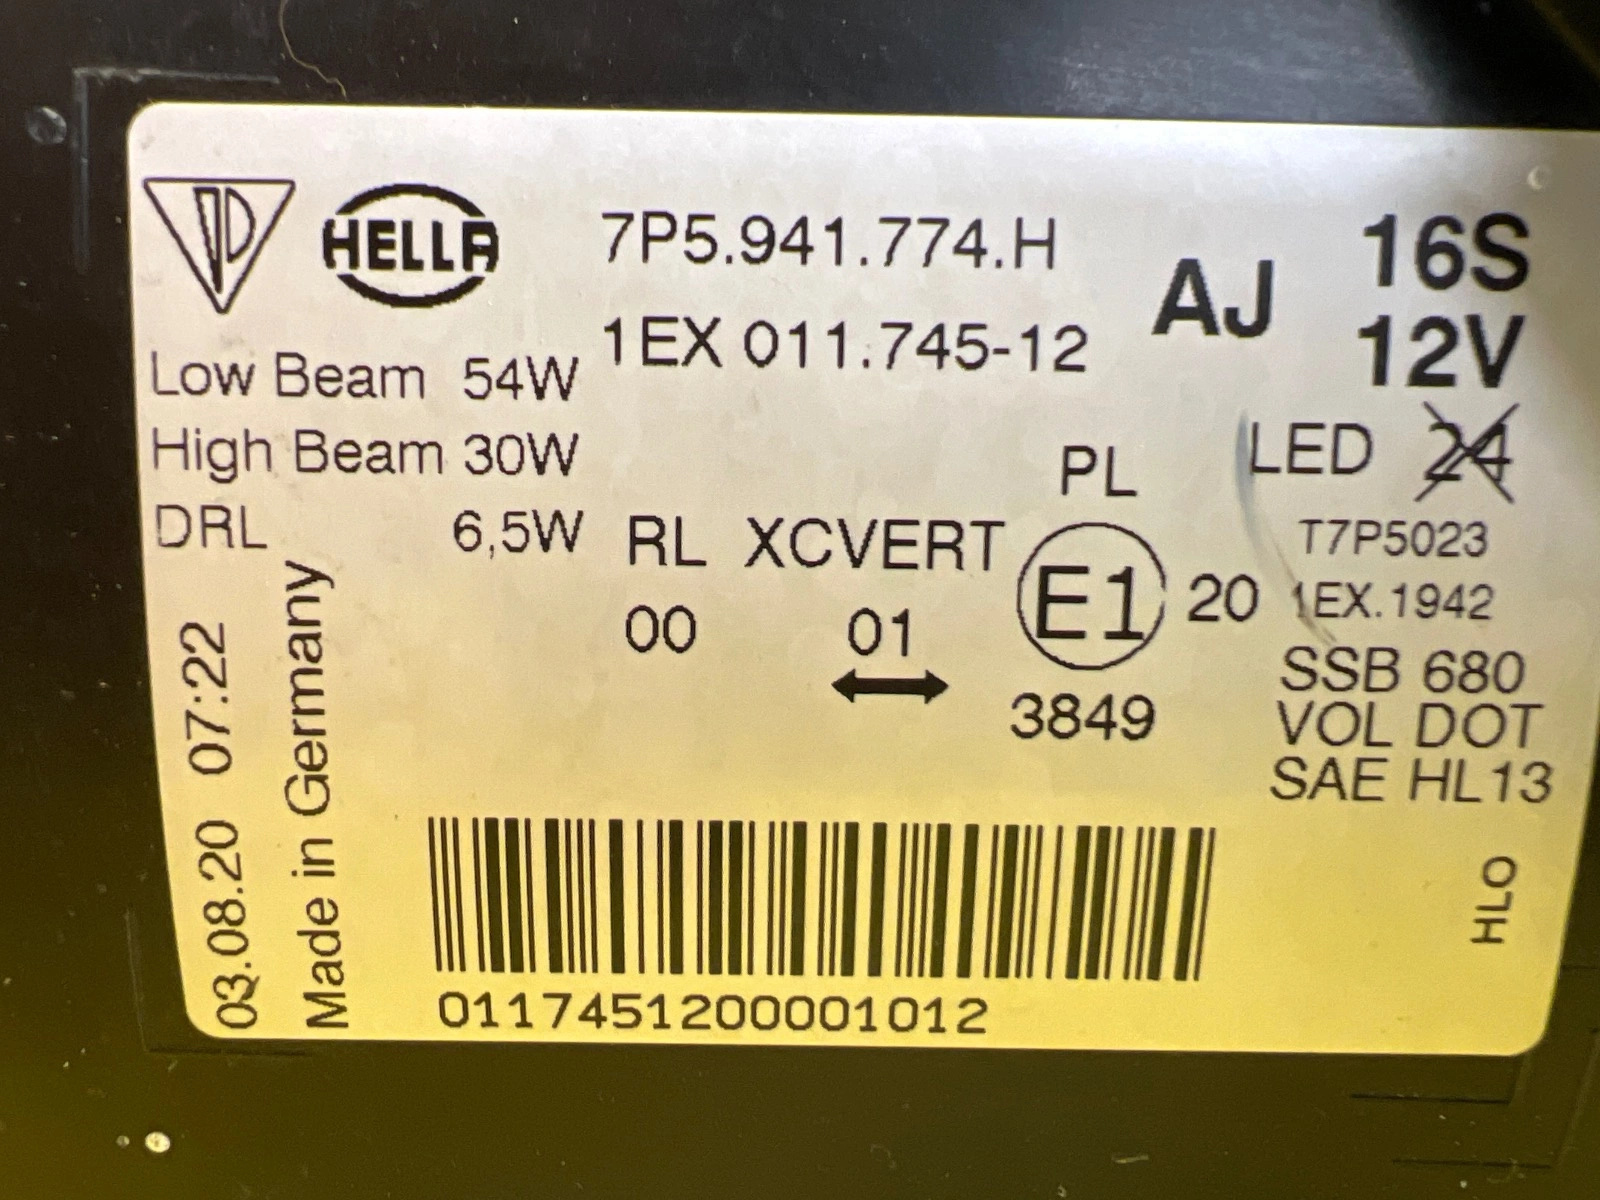 HELLA
7P5.941.774.H
1EX 011.745-12
AJ
16S
12V
Low Beam 54W
High Beam 30W
DRL 6,5W
RL XCVERT
00 01
PL
E1 20
3849
LED 24
T7P5023
1EX.1942
SSB 680
VOL DOT
SAE HL13
HLO
03.08.20 07:22
Made in Germany
0117451200001012